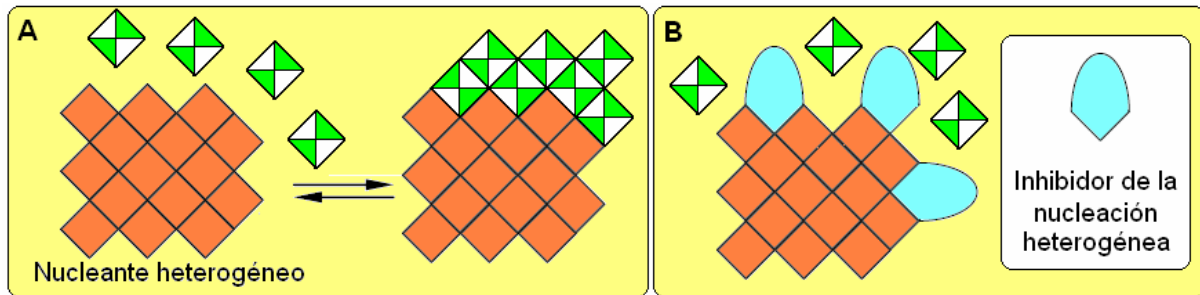 A
Nucleante heterogéneo
B
Inhibidor de la
nucleación
heterogénea